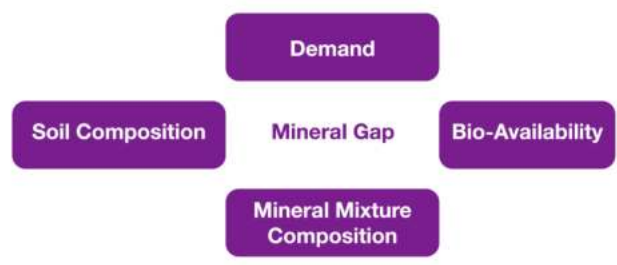 Demand
Soil Composition
Mineral Gap
Bio-Availability
Mineral Mixture
Composition